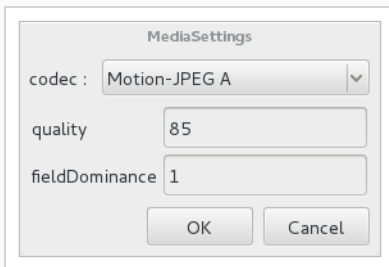 MediaSettings
codec : Motion-JPEG A
quality 85
fieldDominance 1
OK Cancel